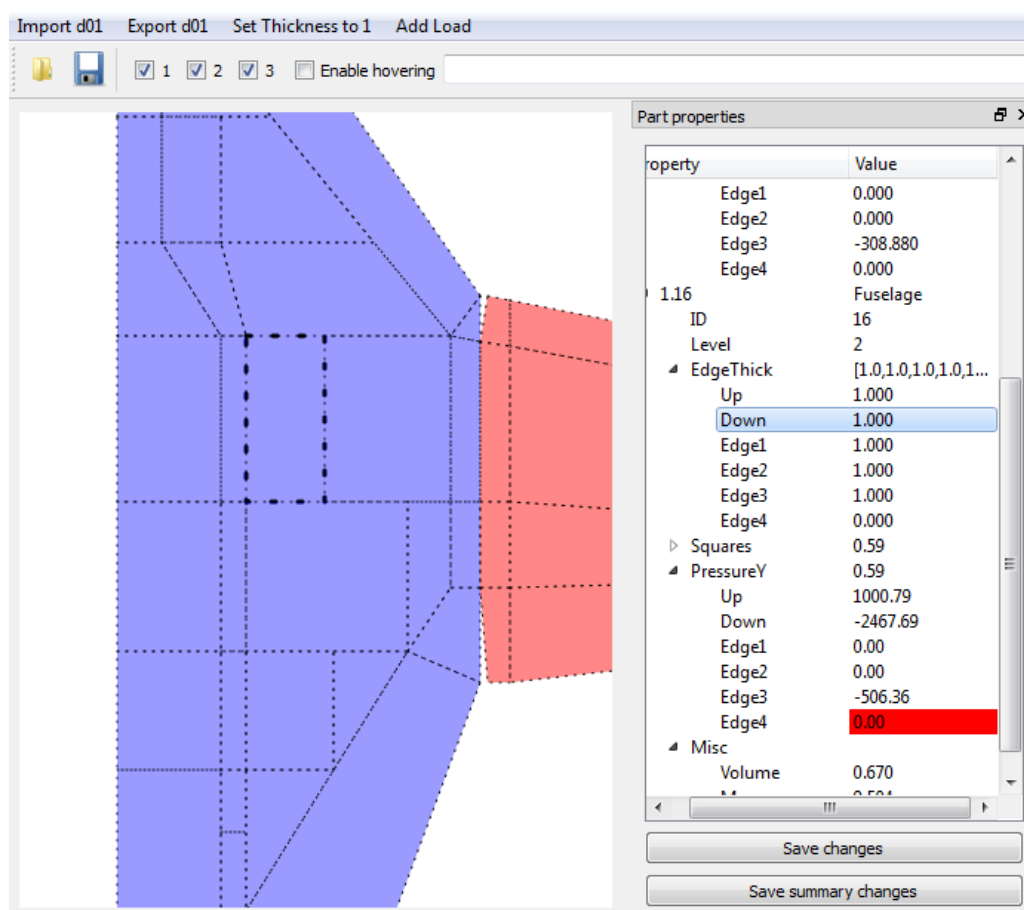 Import d01 Export d01 Set Thickness to 1 Add Load
1 2 3 Enable hovering
Part properties
roperty Value
Edge1 0.000
Edge2 0.000
Edge3 -308.880
Edge4 0.000
1.16 Fuselage
ID 16
Level 2
EdgeThick [1.0,1.0,1.0,1.0,1...
Up 1.000
Down 1.000
Edge1 1.000
Edge2 1.000
Edge3 1.000
Edge4 0.000
Squares 0.59
PressureY 0.59
Up 1000.79
Down -2467.69
Edge1 0.00
Edge2 0.00
Edge3 -506.36
Edge4 0.00
Misc
Volume 0.670
Save changes
Save summary changes